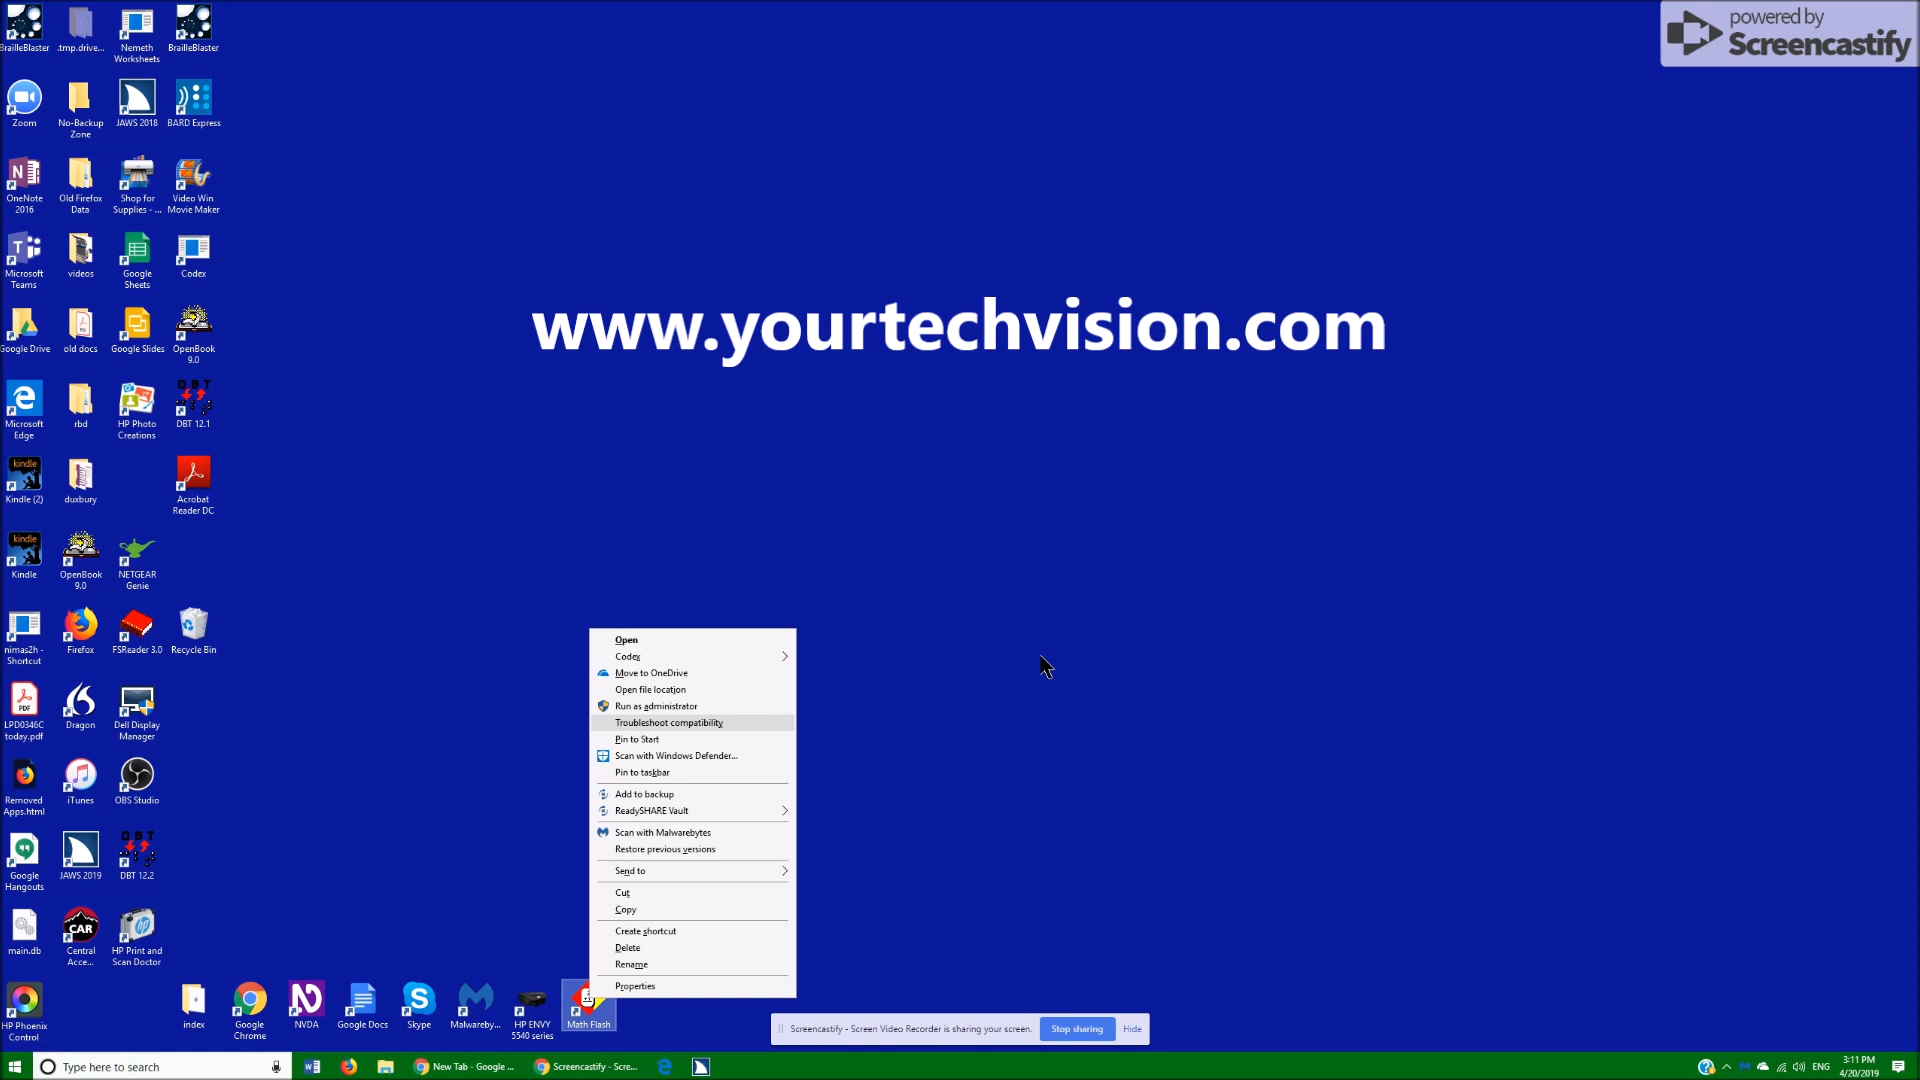 BrailleBlaster
.tmp.drive...
Nemeth
Worksheets
BrailleBlaster
powered by
Screencastify
Zoom
No-Backup
Zone
JAWS 2018
BARD Express
OneNote
2016
Old Firefox
Data
Shop for
Supplies - ...
Video Win
Movie Maker
Microsoft
Teams
videos
Google
Sheets
Codex
www.yourtechvision.com
Google Drive
old docs
Google Slides
OpenBook
9.0
Microsoft
Edge
rbd
HP Photo
Creations
DBT
DBT 12.1
kindle
Kindle (2)
duxbury
Acrobat
Reader DC
kindle
Kindle
OpenBook
9.0
NETGEAR
Genie
nimas2h -
Shortcut
Firefox
FSReader 3.0
Recycle Bin
PDF
LPD0346C
today.pdf
Dragon
Dell Display
Manager
Removed
Apps.html
iTunes
OBS Studio
Google
Hangouts
JAWS 2019
DBT
DBT 12.2
main.db
CAR
Central
Acce...
HP Print and
Scan Doctor
HP Phoenix
Control
index
Google
Chrome
NVDA
Google Docs
Skype
Malwareby...
HP ENVY
5540 series
Math Flash
Open
Codex
Move to OneDrive
Open file location
Run as administrator
Troubleshoot compatibility
Pin to Start
Scan with Windows Defender...
Pin to taskbar
Add to backup
ReadySHARE Vault
Scan with Malwarebytes
Restore previous versions
Send to
Cut
Copy
Create shortcut
Delete
Rename
Properties
Screencastify - Screen Video Recorder is sharing your screen.
Stop sharing
Hide
Type here to search
New Tab - Google ...
Screencastify - Scre...
ENG
3:11 PM
4/20/2019